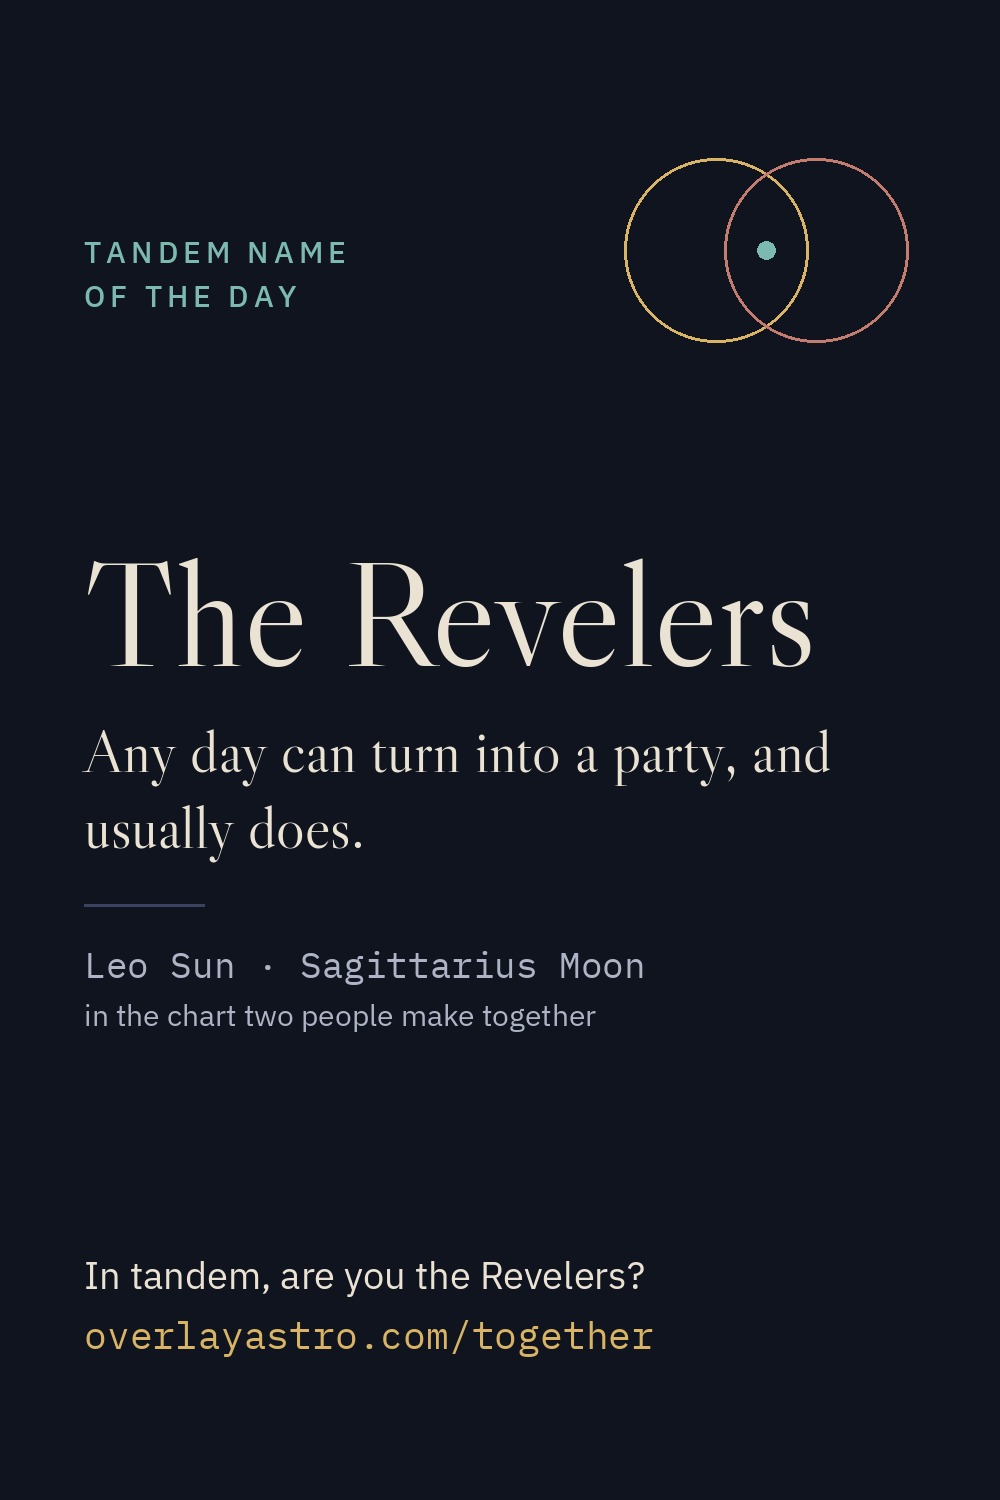 TANDEM NAME
OF THE DAY
The Revelers
Any day can turn into a party, and
usually does.
Leo Sun · Sagittarius Moon
in the chart two people make together
In tandem, are you the Revelers?
overlayastro.com/together